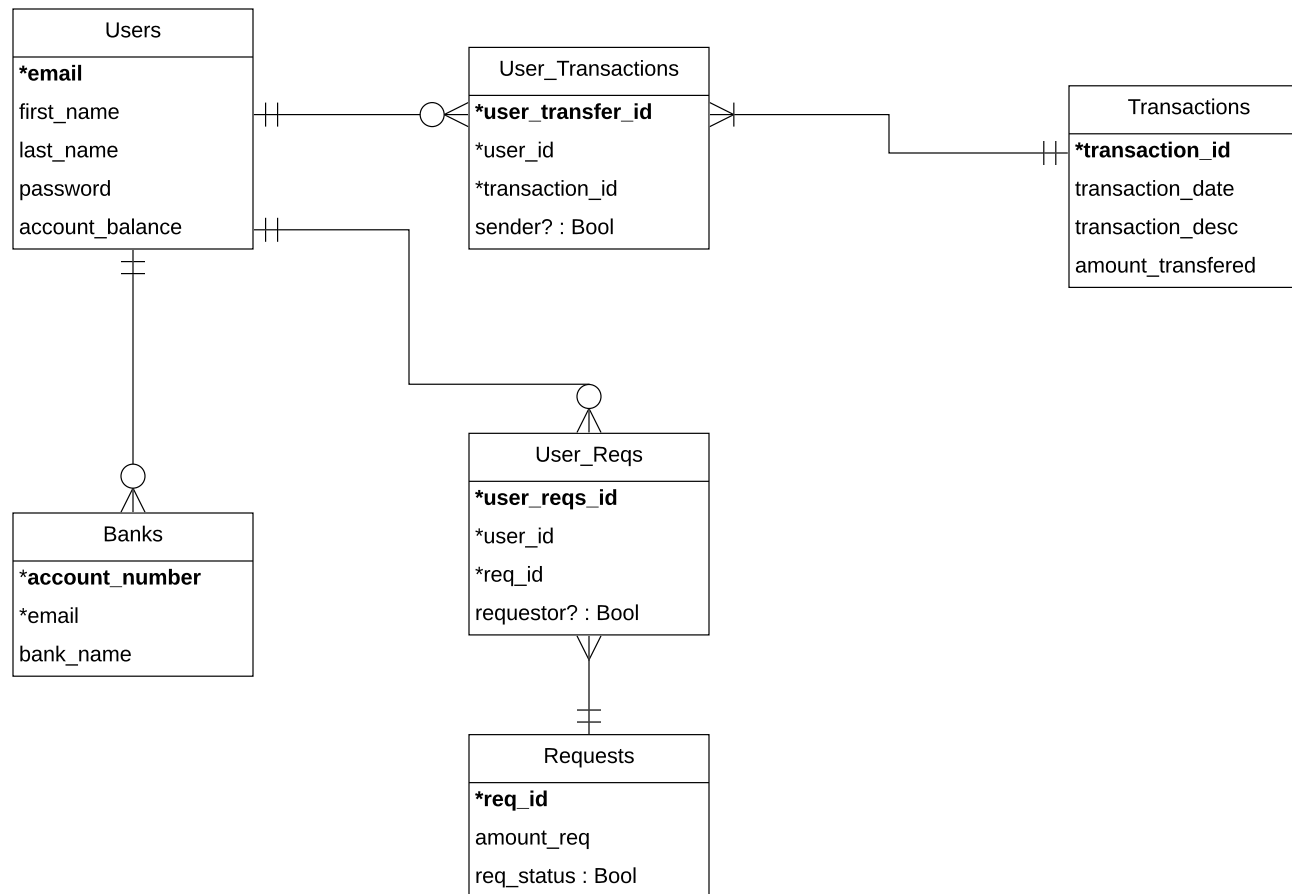 Users
*email
first_name
last_name
password
account_balance
User_Transactions
*user_transfer_id
*user_id
*transaction_id
sender? : Bool
Transactions
*transaction_id
transaction_date
transaction_desc
amount_transfered
Banks
*account_number
*email
bank_name
User_Reqs
*user_reqs_id
*user_id
*req_id
requestor? : Bool
Requests
*req_id
amount_req
req_status : Bool